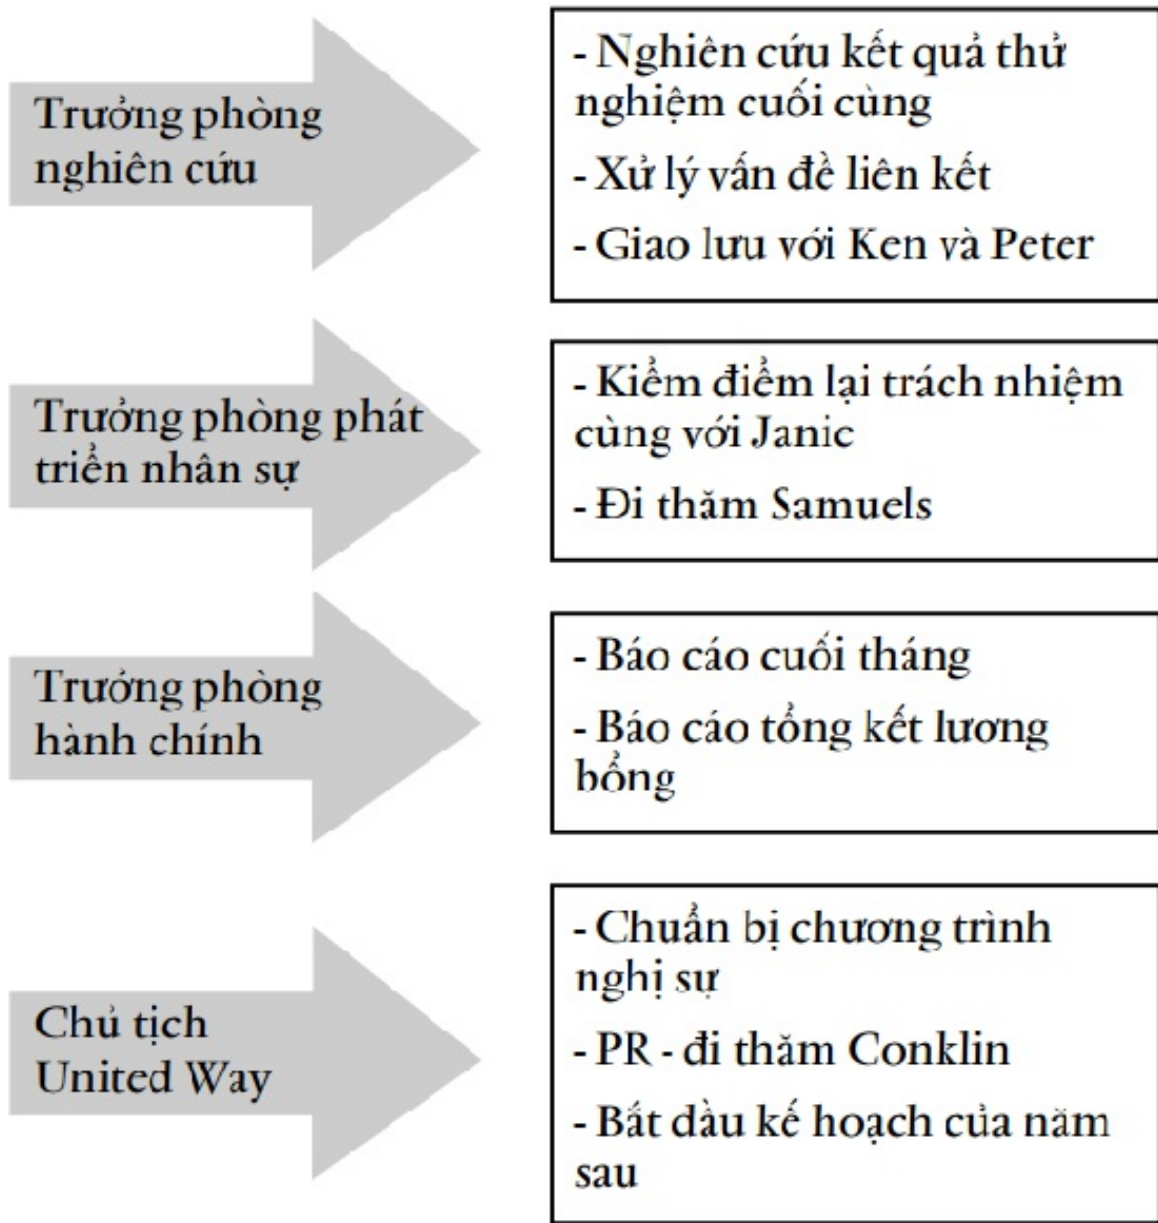 Trưởng phòng
nghiên cứu
- Nghiên cứu kết quả thử
nghiệm cuối cùng
- Xử lý vấn đề liên kết
- Giao lưu với Ken và Peter
Trưởng phòng phát
triển nhân sự
- Kiểm điểm lại trách nhiệm
cùng với Janic
- Đi thăm Samuels
Trưởng phòng
hành chính
- Báo cáo cuối tháng
- Báo cáo tổng kết lương
bổng
Chủ tịch
United Way
- Chuẩn bị chương trình
nghị sự
- PR - đi thăm Conklin
- Bắt dầu kế hoạch của năm
sau